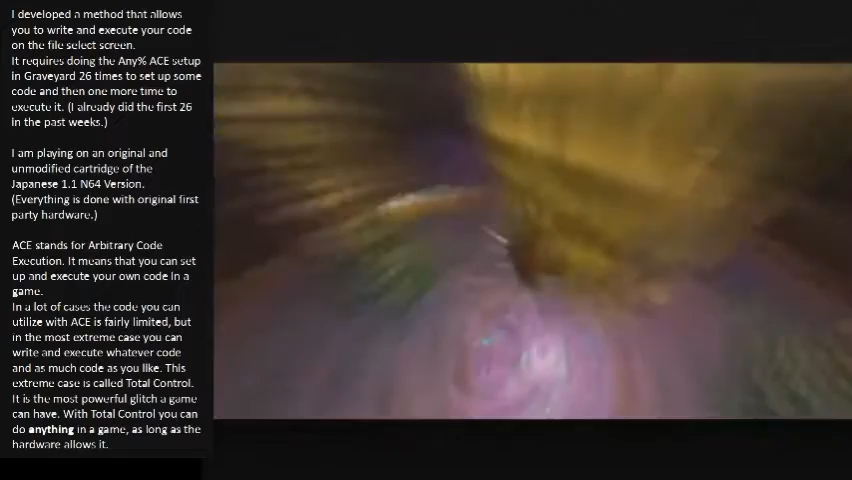 I developed a method that allows
you to write and execute your code
on the file select screen.
It requires doing the Any% ACE setup
in Graveyard 26 times to set up some
code and then one more time to
execute it. (I already did the first 26
in the past weeks.)
I am playing on an original and
unmodified cartridge of the
Japanese 1.1 N64 Version.
(Everything is done with original first
party hardware.)
ACE stands for Arbitrary Code
Execution. It means that you can set
up and execute your own code in a
game.
In a lot of cases the code you can
utilize with ACE is fairly limited, but
in the most extreme case you can
write and execute whatever code
and as much code as you like. This
extreme case is called Total Control.
It is the most powerful glitch a game
can have. With Total Control you can
do anything in a game, as long as the
hardware allows it.